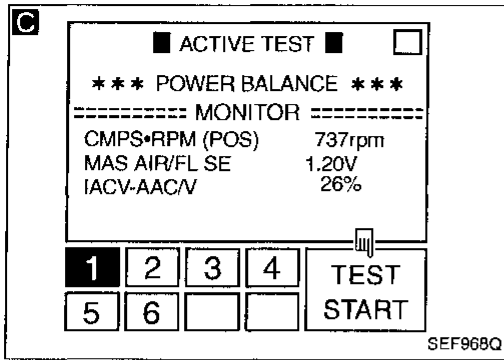 C
■ ACTIVE TEST ■
*** POWER BALANCE ***
========== MONITOR ==========
CMPS•RPM (POS) 737rpm
MAS AIR/FL SE 1.20V
IACV-AAC/V 26%
1 2 3 4
5 6
TEST
START
SEF968Q